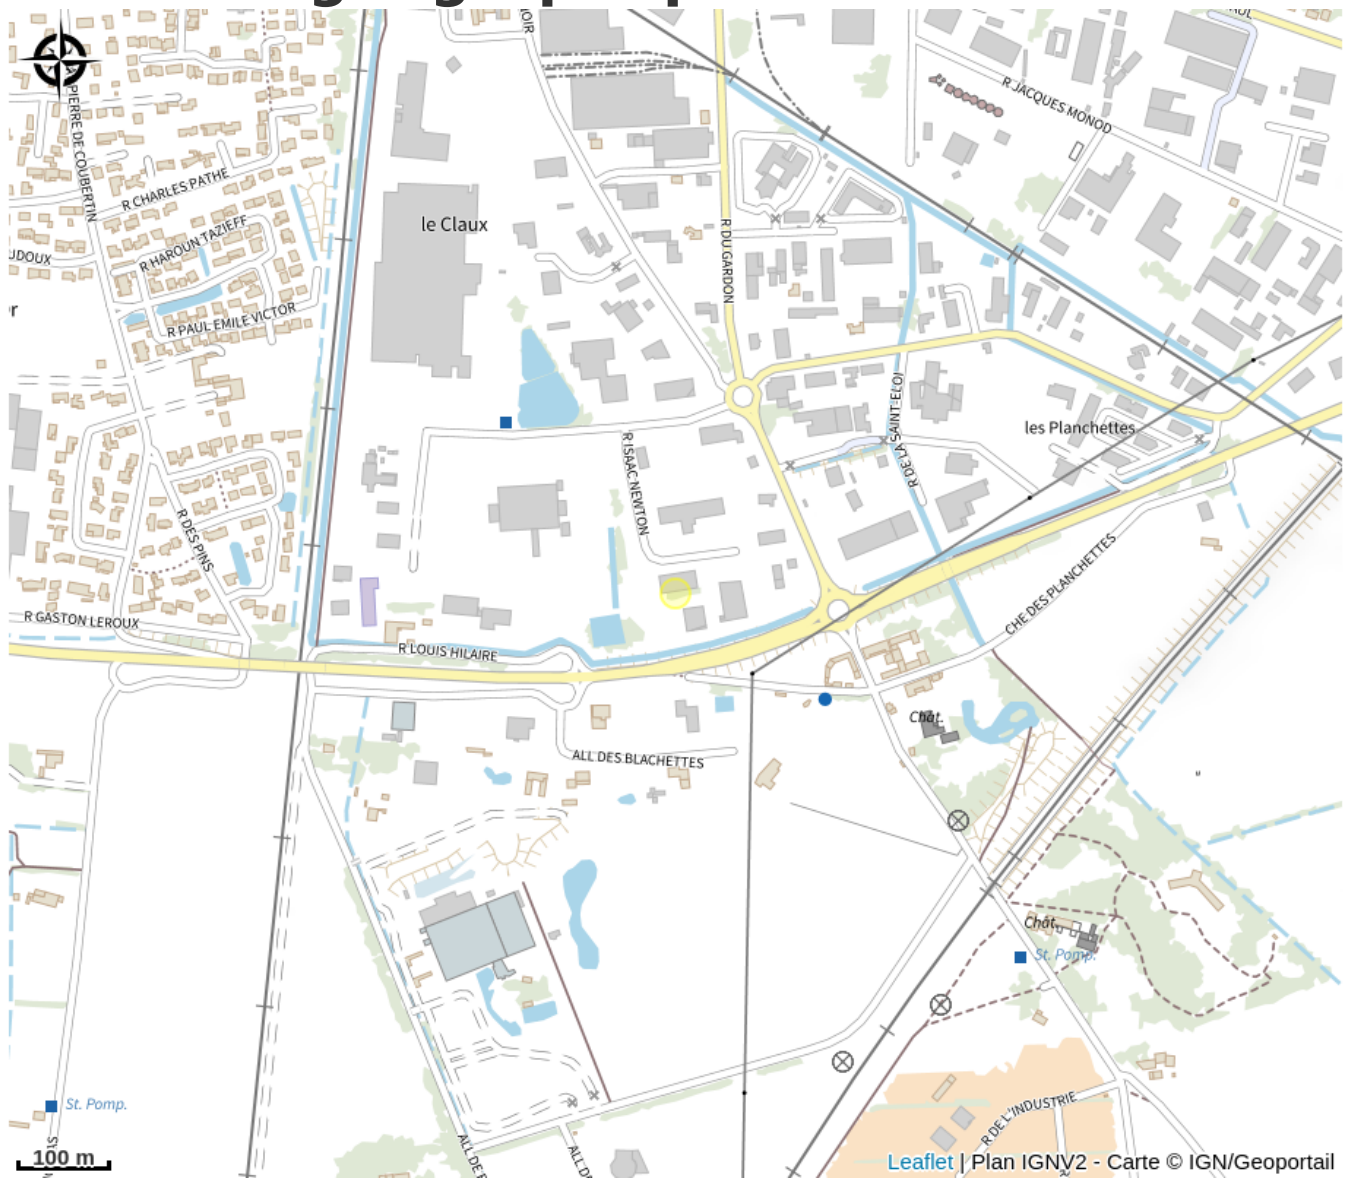 PIERRE DE COUBERTIN
R CHARLES PATHE
R HAROUN TAZIEFF
UDOUX
R PAUL EMILE VICTOR
le Claux
R DU GARDON
R JACQUES MONOD
R DE LA SAINT-ELOI
les Planchettes
R ISAAC NEWTON
R DES PINS
R GASTON LEROUX
R LOUIS HILAIRE
CHE DES PLANCHETTES
Chât.
ALL DES BLACHETTES
Chât.
St. Pomp.
St. Pomp.
R DE L'INDUSTRIE
100 m
Leaflet | Plan IGNV2 - Carte © IGN/Geoportail